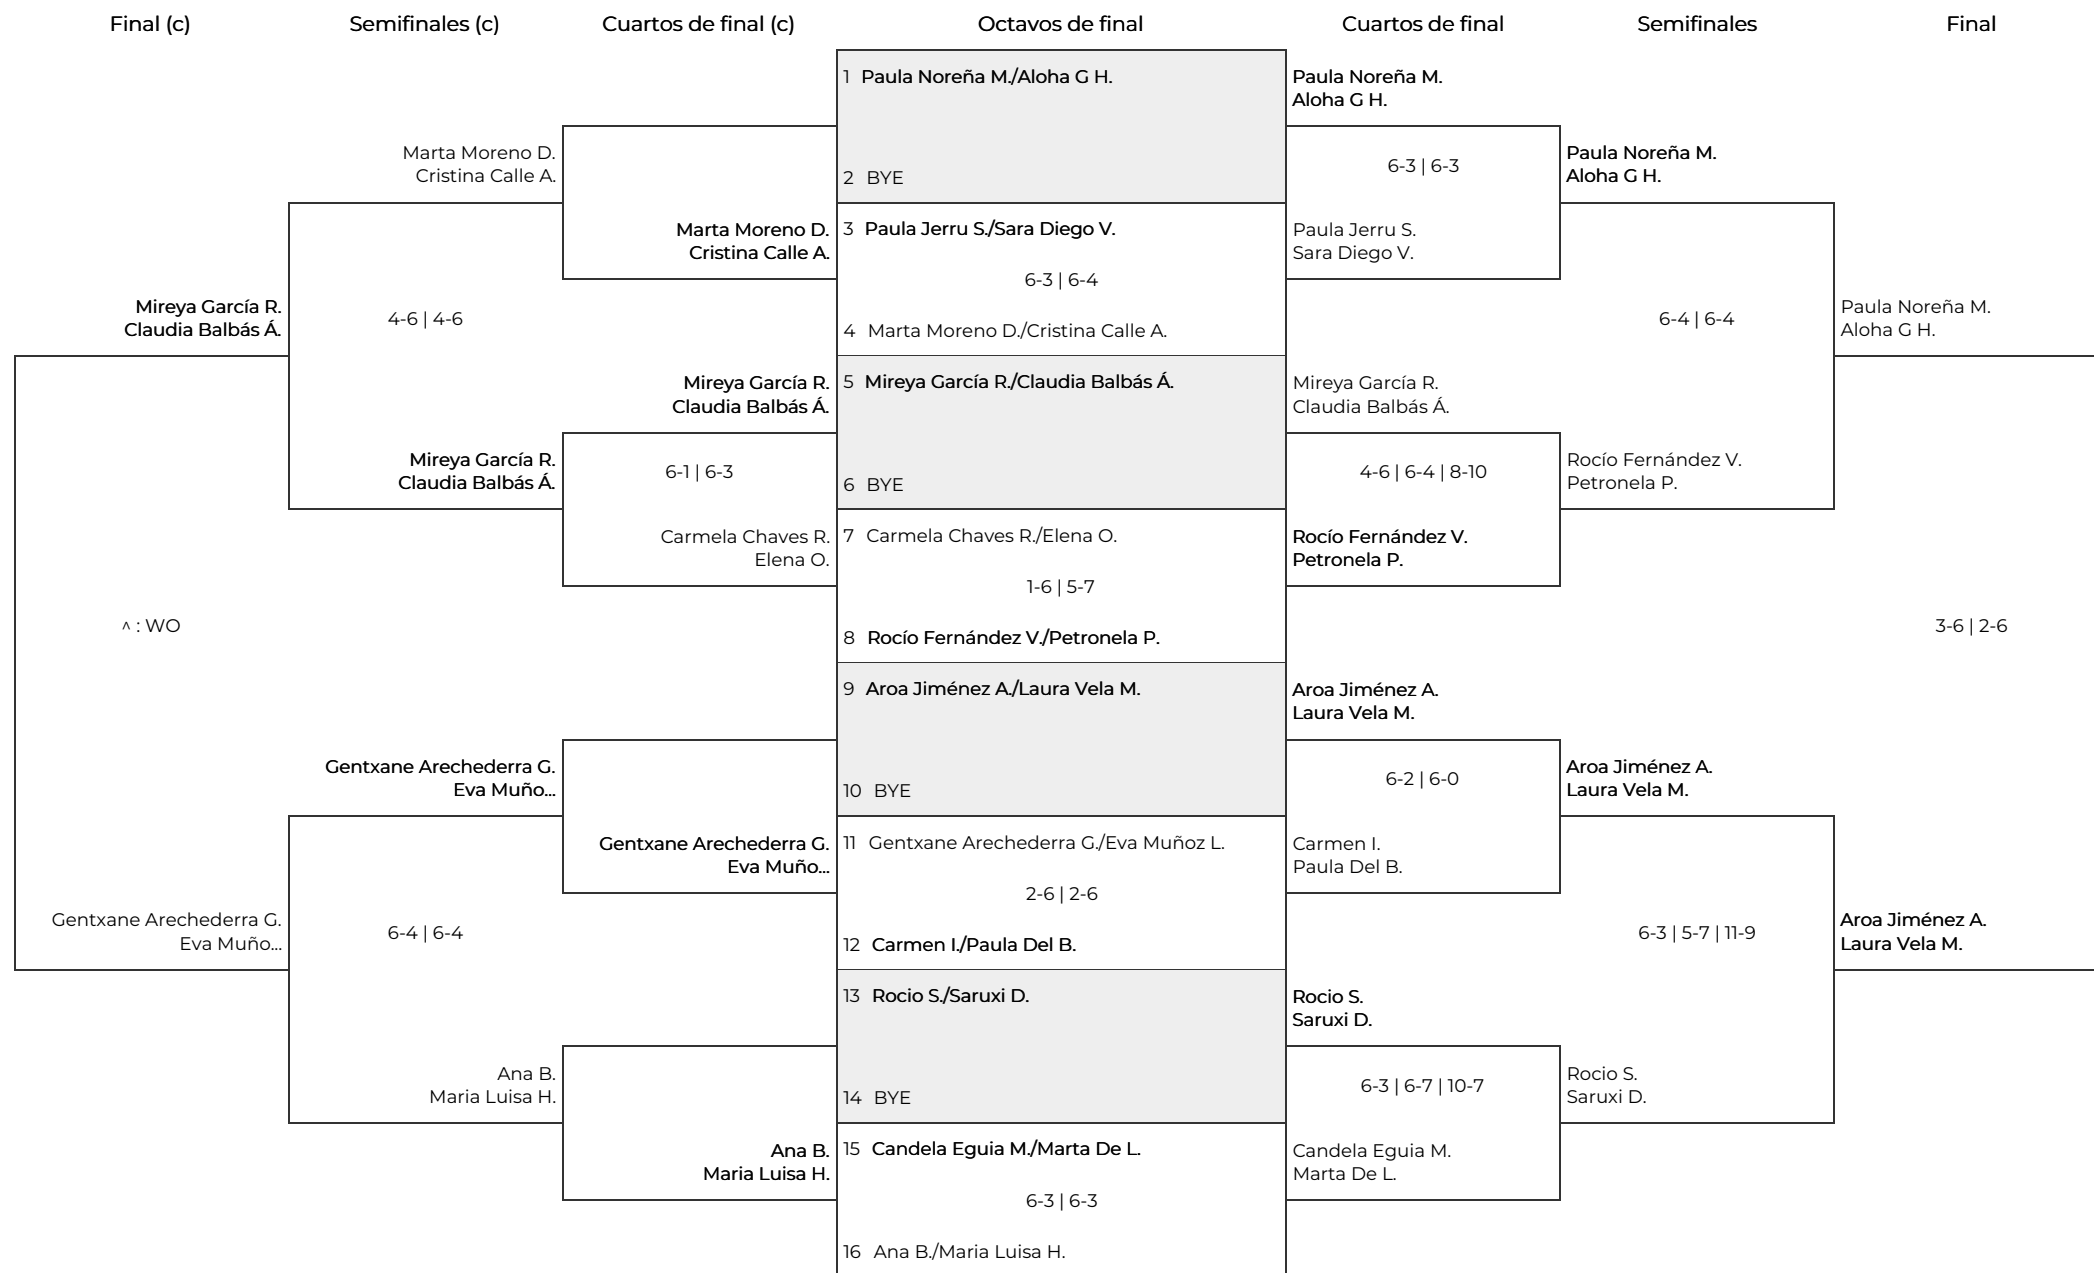 Final (c)
Semifinales (c)
Cuartos de final (c)
Octavos de final
Cuartos de final
Semifinales
Final
Mireya García R.
Claudia Balbás Á.
^ : WO
Gentxane Arechederra G.
Eva Muño...
Marta Moreno D.
Cristina Calle A.
4-6 | 4-6
Mireya García R.
Claudia Balbás Á.
Gentxane Arechederra G.
Eva Muño...
6-4 | 6-4
Ana B.
Maria Luisa H.
Marta Moreno D.
Cristina Calle A.
Mireya García R.
Claudia Balbás Á.
6-1 | 6-3
Carmela Chaves R.
Elena O.
Gentxane Arechederra G.
Eva Muño...
Ana B.
Maria Luisa H.
1 Paula Noreña M./Aloha G H.
2 BYE
3 Paula Jerru S./Sara Diego V.
6-3 | 6-4
4 Marta Moreno D./Cristina Calle A.
5 Mireya García R./Claudia Balbás Á.
6 BYE
7 Carmela Chaves R./Elena O.
1-6 | 5-7
8 Rocío Fernández V./Petronela P.
9 Aroa Jiménez A./Laura Vela M.
10 BYE
11 Gentxane Arechederra G./Eva Muñoz L.
2-6 | 2-6
12 Carmen I./Paula Del B.
13 Rocio S./Saruxi D.
14 BYE
15 Candela Eguia M./Marta De L.
6-3 | 6-3
16 Ana B./Maria Luisa H.
Paula Noreña M.
Aloha G H.
6-3 | 6-3
Paula Jerru S.
Sara Diego V.
Mireya García R.
Claudia Balbás Á.
4-6 | 6-4 | 8-10
Rocío Fernández V.
Petronela P.
Aroa Jiménez A.
Laura Vela M.
6-2 | 6-0
Carmen I.
Paula Del B.
Rocio S.
Saruxi D.
6-3 | 6-7 | 10-7
Candela Eguia M.
Marta De L.
Paula Noreña M.
Aloha G H.
6-4 | 6-4
Rocío Fernández V.
Petronela P.
Aroa Jiménez A.
Laura Vela M.
6-3 | 5-7 | 11-9
Rocio S.
Saruxi D.
Paula Noreña M.
Aloha G H.
3-6 | 2-6
Aroa Jiménez A.
Laura Vela M.